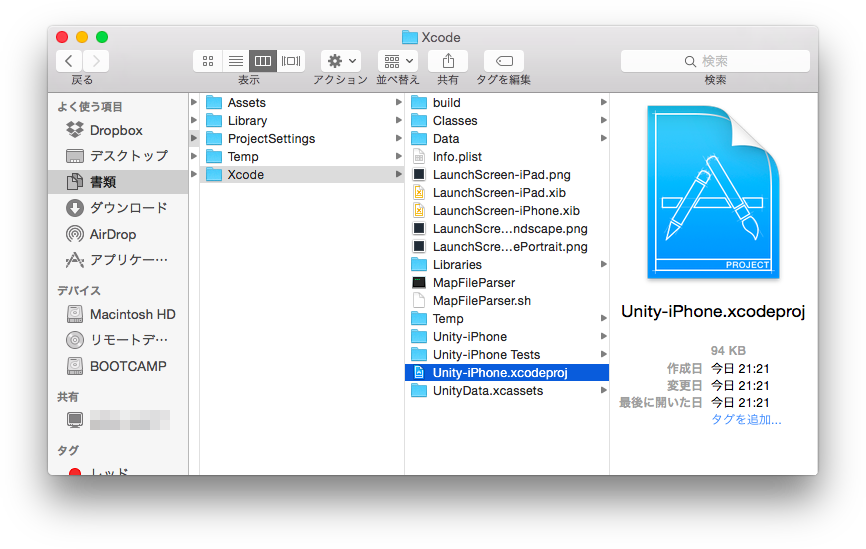 Xcode
検索
戻る
表示
アクション
並べ替え
共有
タグを編集
検索
よく使う項目
Dropbox
デスクトップ
書類
ダウンロード
AirDrop
アプリケー…
デバイス
Macintosh HD
リモートデ…
BOOTCAMP
共有
タグ
レッド
Assets
Library
ProjectSettings
Temp
Xcode
build
Classes
Data
Info.plist
LaunchScreen-iPad.png
LaunchScreen-iPad.xib
LaunchScreen-iPhone.xib
LaunchScre...ndscape.png
LaunchScre...ePortrait.png
Libraries
MapFileParser
MapFileParser.sh
Temp
Unity-iPhone
Unity-iPhone Tests
Unity-iPhone.xcodeproj
UnityData.xcassets
PROJECT
Unity-iPhone.xcodeproj
94 KB
作成日 今日 21:21
変更日 今日 21:21
最後に開いた日 今日 21:21
タグを追加...